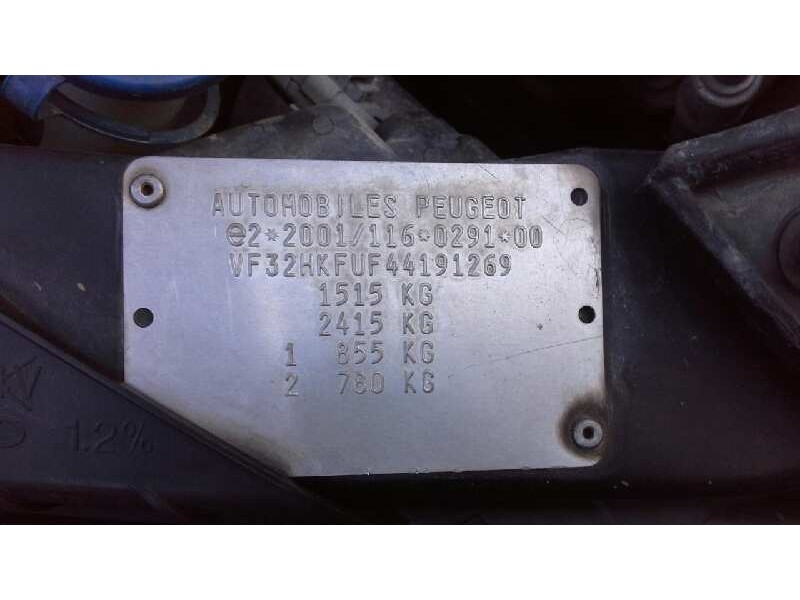 AUTOMOBILES PEUGEOT
e2*2001/116*0291*00
VF32HKFUF44191269
1515 KG
2415 KG
1 855 KG
2 780 KG
1.2%